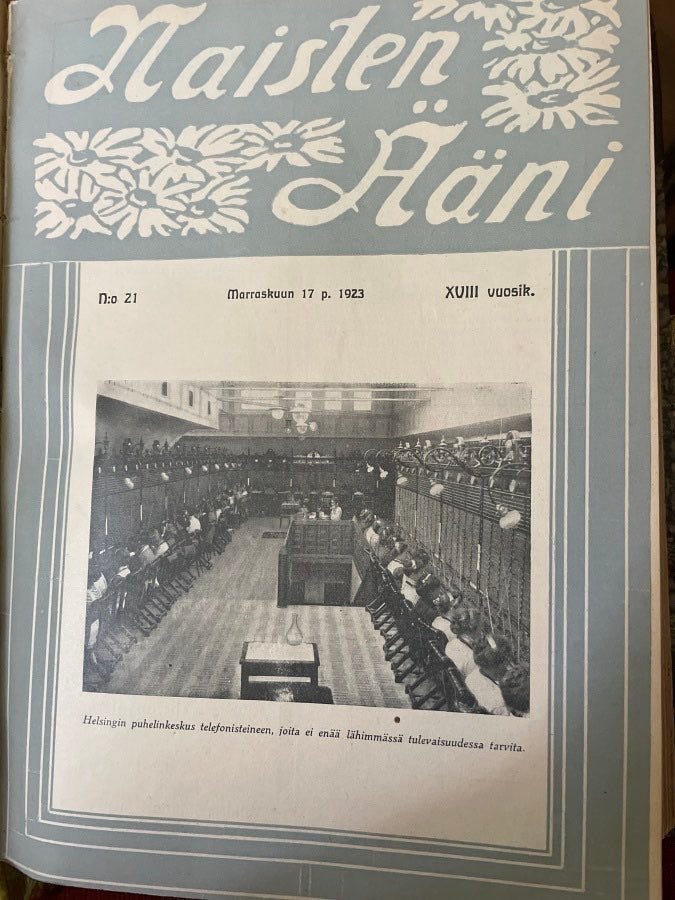 Naisten
Ääni
N:o 21
Marraskuun 17 p. 1923
XVIII vuosik.
Helsingin puhelinkeskus telefonisteineen, joita ei enää lähimmässä tulevaisuudessa tarvita.